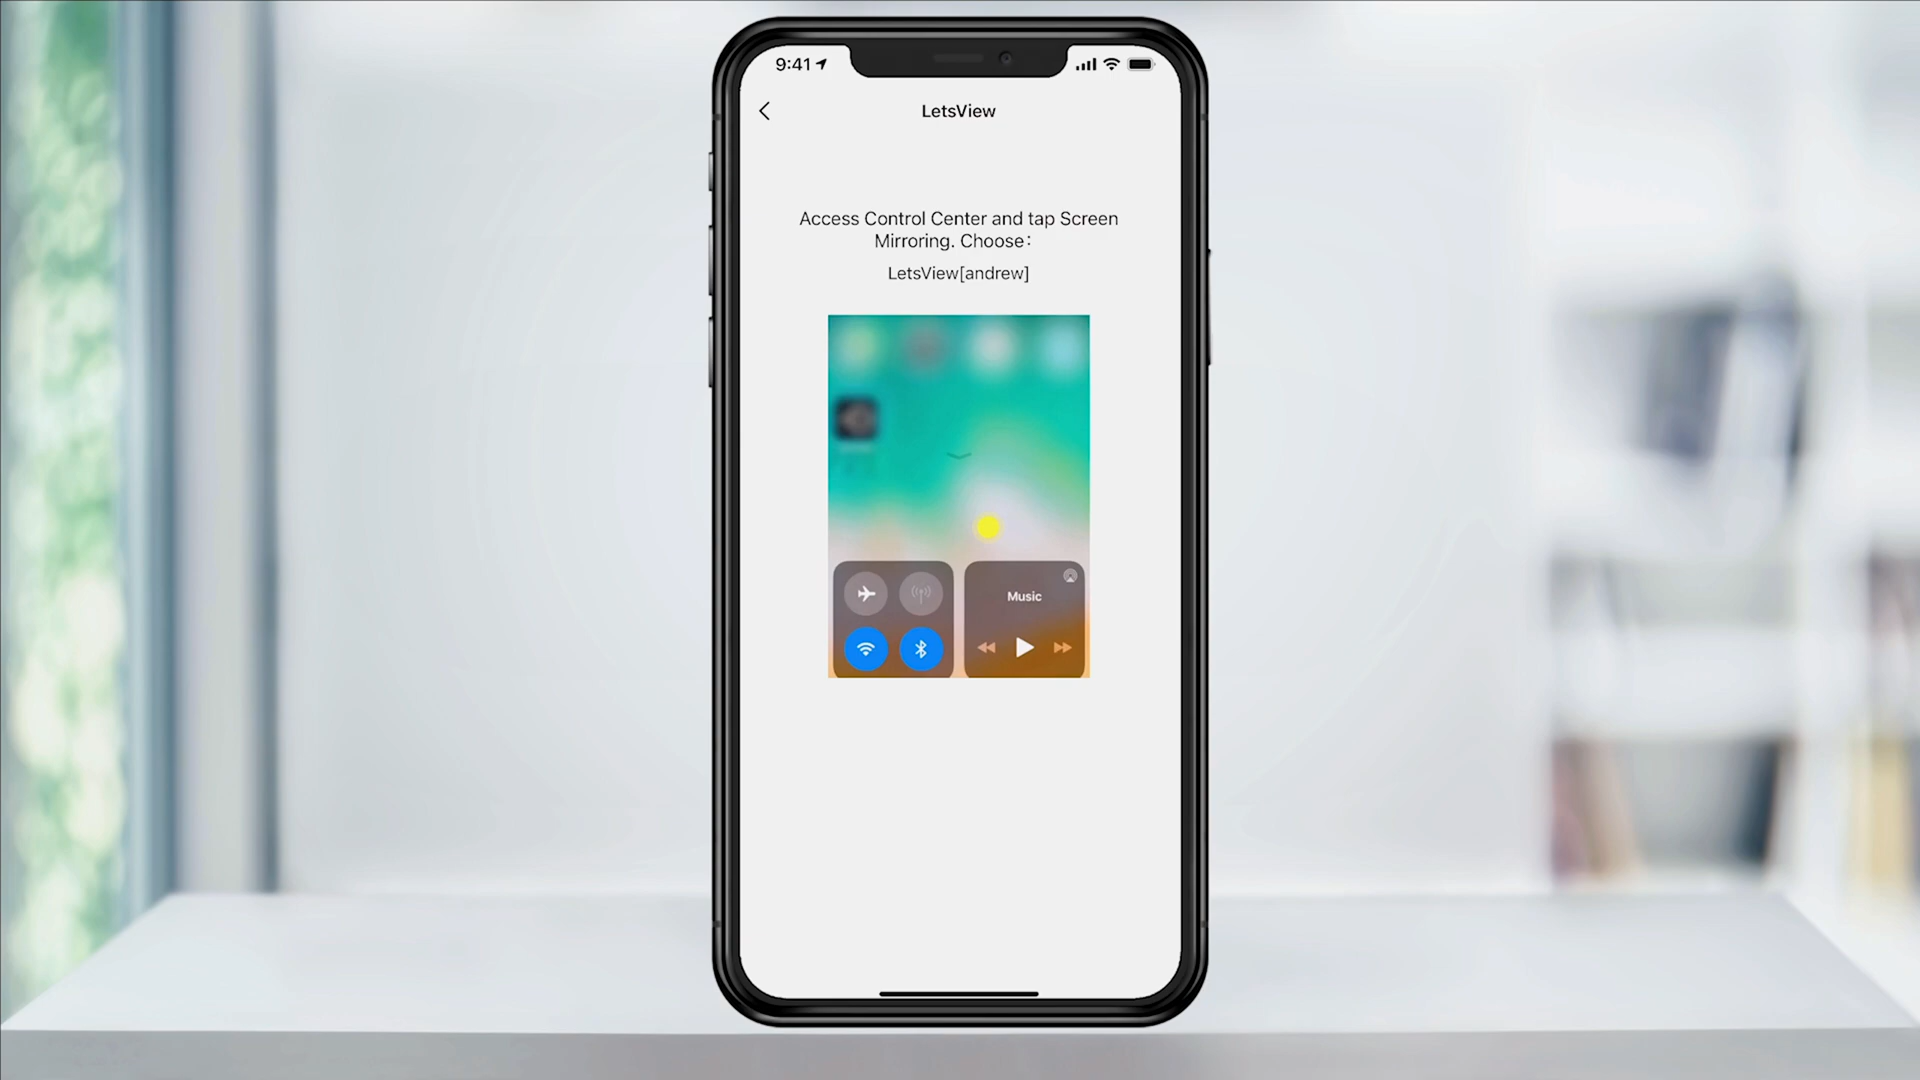 9:41
LetsView
Access Control Center and tap Screen
Mirroring. Choose:
LetsView[andrew]
Music